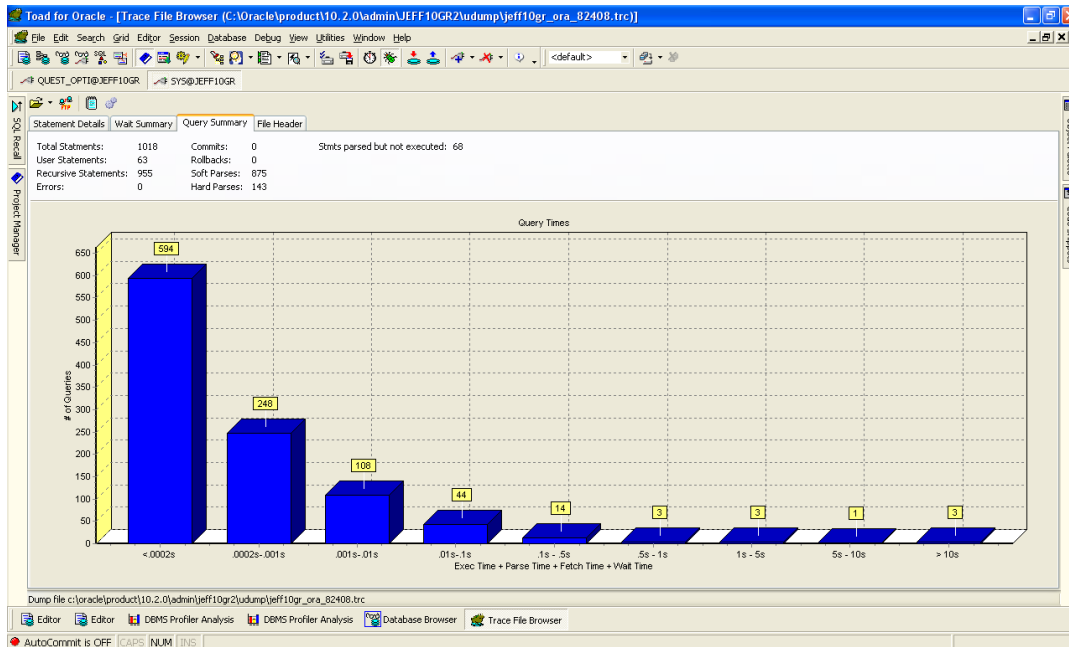 Toad for Oracle - [Trace File Browser (C:\Oracle\product\10.2.0\admin\JEFF10GR2\udump\jeff10gr_ora_82408.trc)]
File Edit Search Grid Editor Session Database Debug View Utilities Window Help
<default>
QUEST_OPTI@JEFF10GR SYS@JEFF10GR
SQL Recall
Project Manager
Statement Details Wait Summary Query Summary File Header
Total Statments: 1018 Commits: 0 Stmts parsed but not executed: 68
User Statements: 63 Rollbacks: 0
Recursive Statements: 955 Soft Parses: 875
Errors: 0 Hard Parses: 143
Query Times
# of Queries
650
600
550
500
450
400
350
300
250
200
150
100
50
0
594
248
108
44
14
3
3
1
3
<.0002s .0002s-.001s .001s-.01s .01s-.1s .1s - .5s .5s - 1s 1s - 5s 5s - 10s > 10s
Exec Time + Parse Time + Fetch Time + Wait Time
Dump file c:\oracle\product\10.2.0\admin\jeff10gr2\udump\jeff10gr_ora_82408.trc
Editor Editor DBMS Profiler Analysis DBMS Profiler Analysis Database Browser Trace File Browser
AutoCommit is OFF CAPS NUM INS